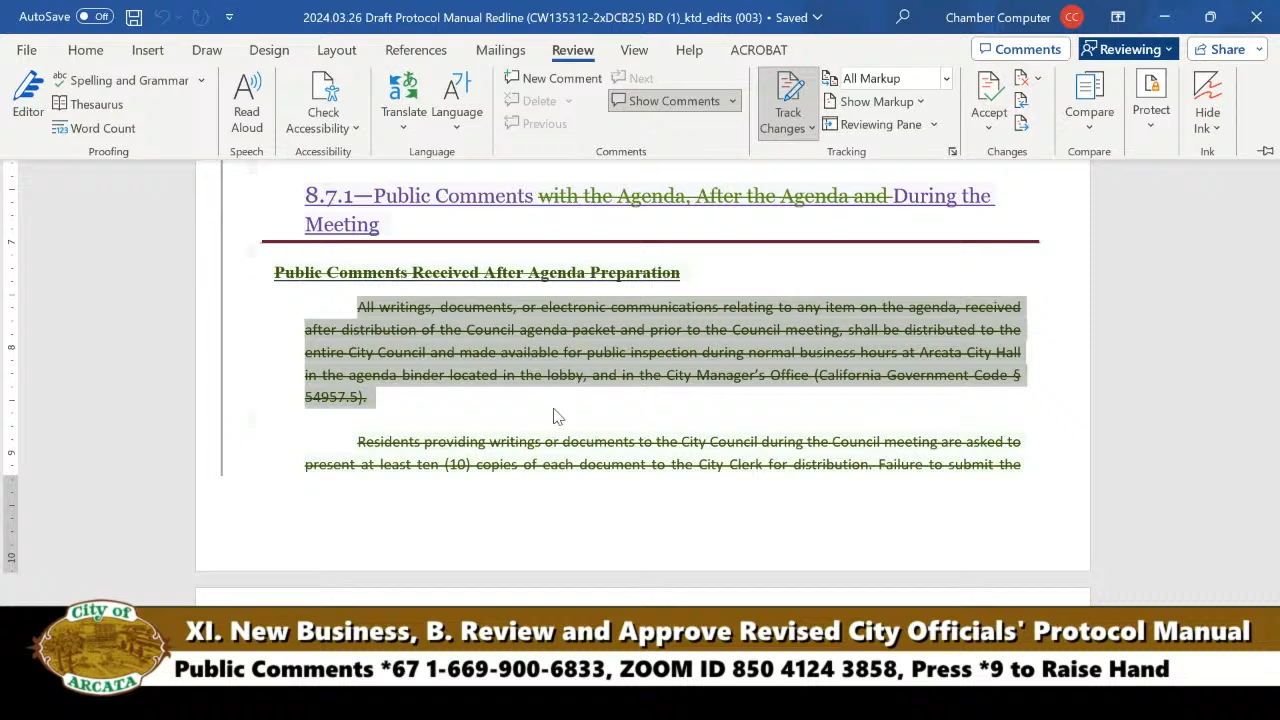 AutoSave Off 2024.03.26 Draft Protocol Manual Redline (CW135312-2xDCB25) BD (1)_ktd_edits (003) • Saved Chamber Computer CC
File Home Insert Draw Design Layout References Mailings Review View Help ACROBAT Comments Reviewing Share
Editor
abc Spelling and Grammar
Thesaurus
123 Word Count
Proofing
Read Aloud
Speech
Check Accessibility
Accessibility
Translate Language
Language
New Comment
Delete
Previous
Next
Show Comments
Comments
Track Changes
All Markup
Show Markup
Reviewing Pane
Tracking
Accept
Changes
Compare
Compare
Protect
Hide Ink
Ink
8.7.1—Public Comments with the Agenda, After the Agenda and During the
Meeting
Public Comments Received After Agenda Preparation
All writings, documents, or electronic communications relating to any item on the agenda, received
after distribution of the Council agenda packet and prior to the Council meeting, shall be distributed to the
entire City Council and made available for public inspection during normal business hours at Arcata City Hall
in the agenda binder located in the lobby, and in the City Manager's Office (California Government Code §
54957.5).
Residents providing writings or documents to the City Council during the Council meeting are asked to
present at least ten (10) copies of each document to the City Clerk for distribution. Failure to submit the
7
8
9
10
City of
ARCATA
XI. New Business, B. Review and Approve Revised City Officials' Protocol Manual
Public Comments *67 1-669-900-6833, ZOOM ID 850 4124 3858, Press *9 to Raise Hand